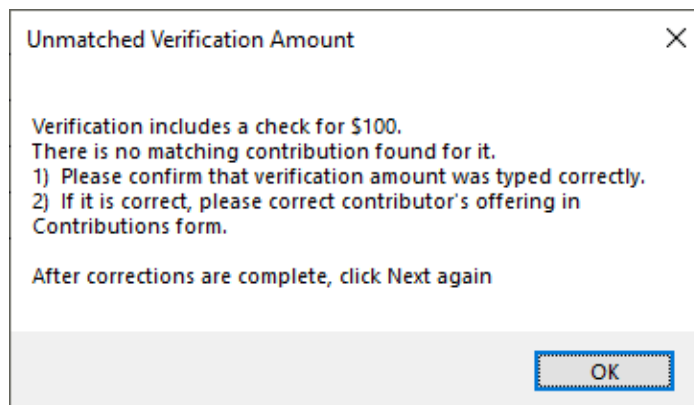 Unmatched Verification Amount
Verification includes a check for $100.
There is no matching contribution found for it.
1) Please confirm that verification amount was typed correctly.
2) If it is correct, please correct contributor's offering in
Contributions form.
After corrections are complete, click Next again
OK